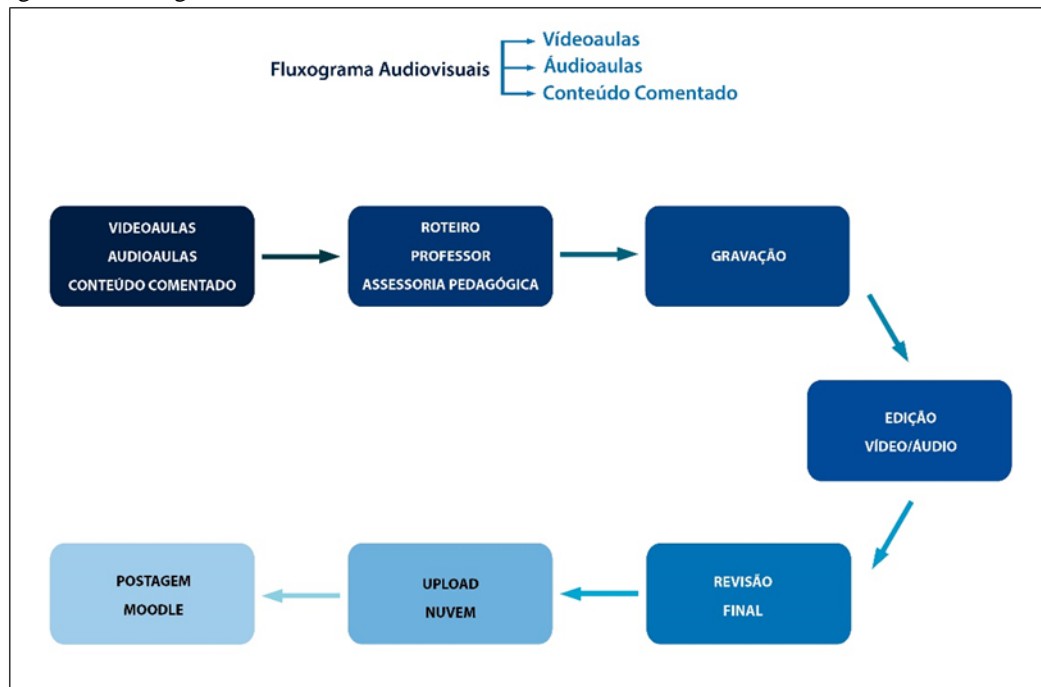 Fluxograma Audiovisuais
Vídeoaulas
Áudioaulas
Conteúdo Comentado
VIDEOAULAS
AUDIOAULAS
CONTEÚDO COMENTADO
ROTEIRO
PROFESSOR
ASSESSORIA PEDAGÓGICA
GRAVAÇÃO
EDIÇÃO
VÍDEO/ÁUDIO
REVISÃO
FINAL
UPLOAD
NUVEM
POSTAGEM
MOODLE